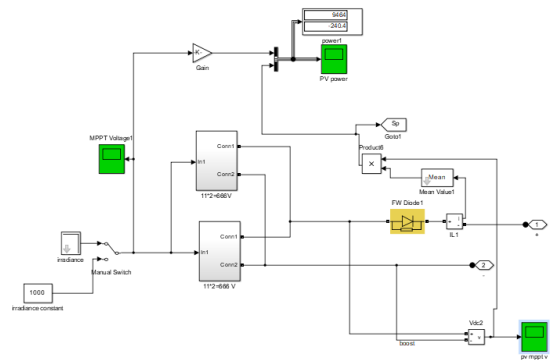 9464
-240.4
power1
K-
Gain
PV power
Sp
Goto1
MPPT Voltage1
Product6
Conn1
In1
Conn2
11*2=666V
×
Mean
Mean Value1
FW Diode1
+
-
i
IL1
1
+
Conn1
In1
Conn2
11*2=666 V
2
-
irradiance
Manual Switch
1000
irradiance constant
Vdc2
+
-
v
boost
pv mppt v